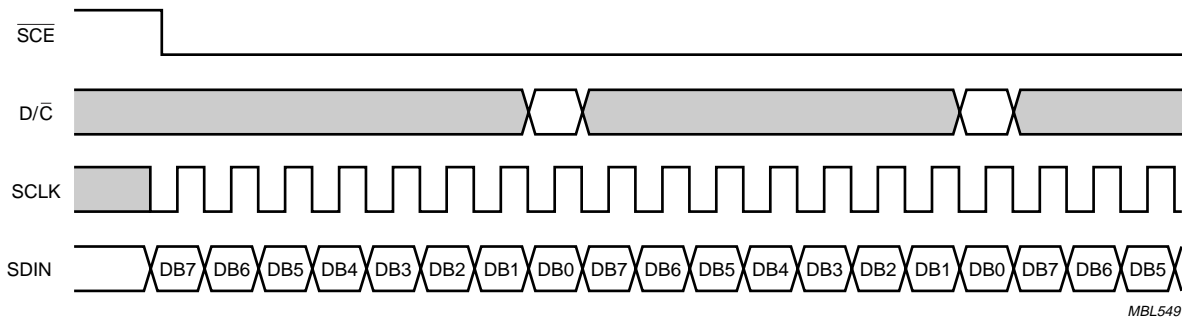 S̅C̅E̅
D/C̅
SCLK
SDIN DB7 DB6 DB5 DB4 DB3 DB2 DB1 DB0 DB7 DB6 DB5 DB4 DB3 DB2 DB1 DB0 DB7 DB6 DB5
MBL549